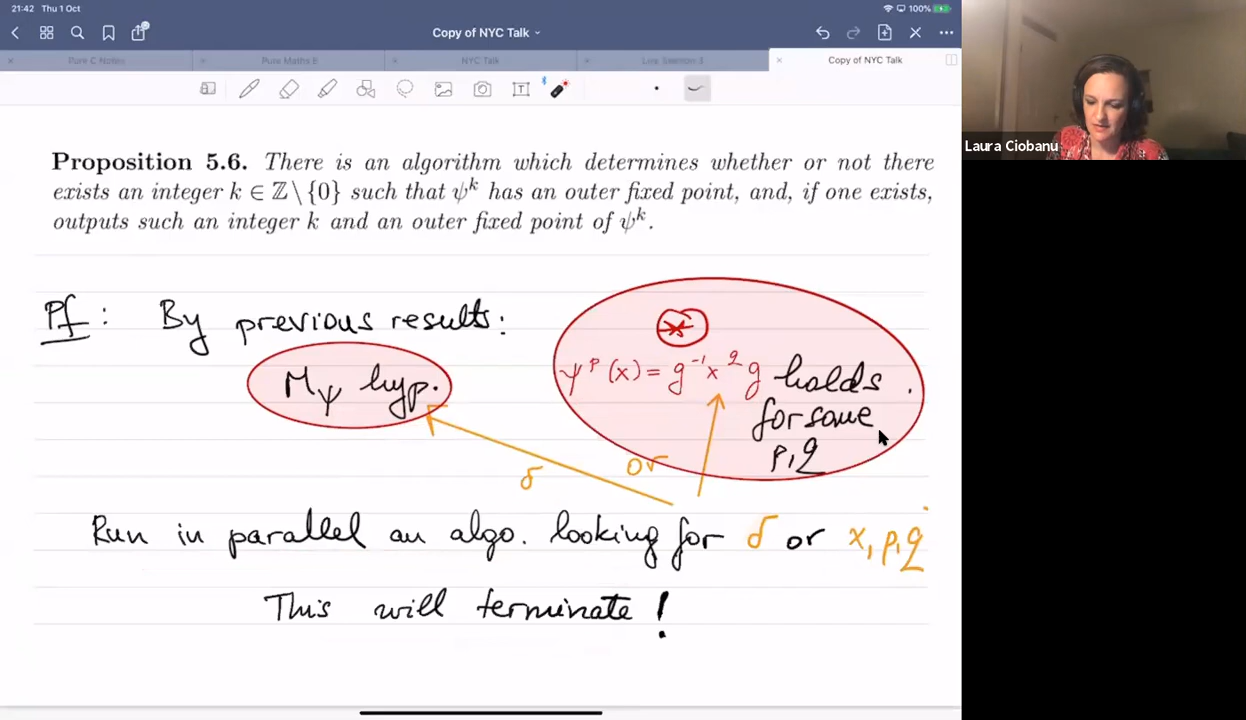 21:42 Thu 1 Oct
100%
Copy of NYC Talk
Pure C Notes
Pure Maths B
NYC Talk
Copy of NYC Talk
Laura Ciobanu
Proposition 5.6. There is an algorithm which determines whether or not there
exists an integer k ∈ ℤ\{0} such that ψ^k has an outer fixed point, and, if one exists,
outputs such an integer k and an outer fixed point of ψ^k.
Pf: By previous results:
M_ψ hyp.
*
ψ^p(x) = g^-1 x^q g holds
for some
p,q
δ or
Run in parallel an algo. looking for δ or x, p, q
This will terminate!